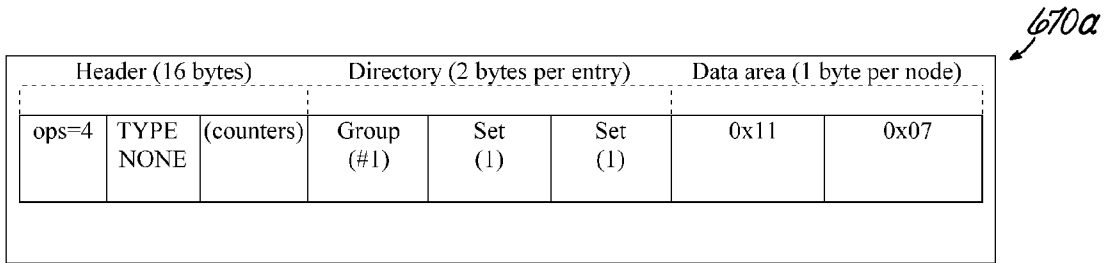 670a
Header (16 bytes) Directory (2 bytes per entry) Data area (1 byte per node)
ops=4 TYPE (counters) Group Set Set 0x11 0x07
NONE (#1) (1) (1)